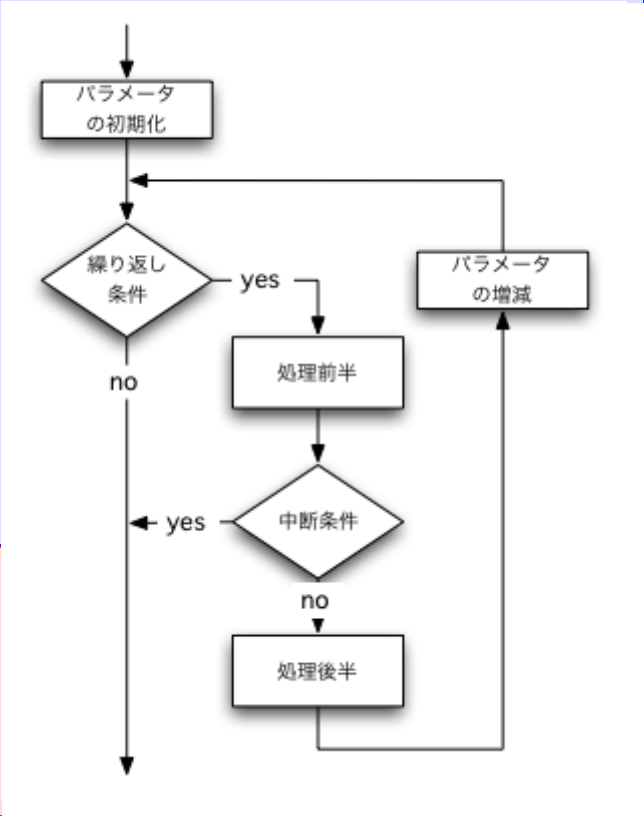 パラメータ
の初期化
繰り返し
条件
yes
パラメータ
の増減
処理前半
no
中断条件
yes
no
処理後半